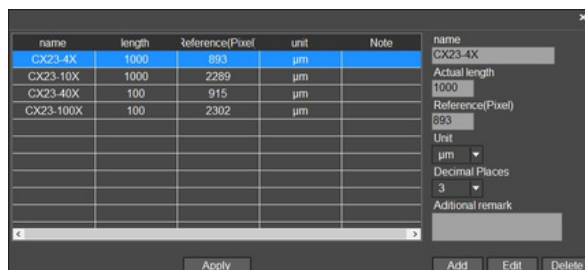 name length Reference(Pixel unit Note
CX23-4X 1000 893 µm
CX23-10X 1000 2289 µm
CX23-40X 100 915 µm
CX23-100X 100 2302 µm
Apply
name
CX23-4X
Actual length
1000
Reference(Pixel)
893
Unit
µm
Decimal Places
3
Aditional remark
Add Edit Delete